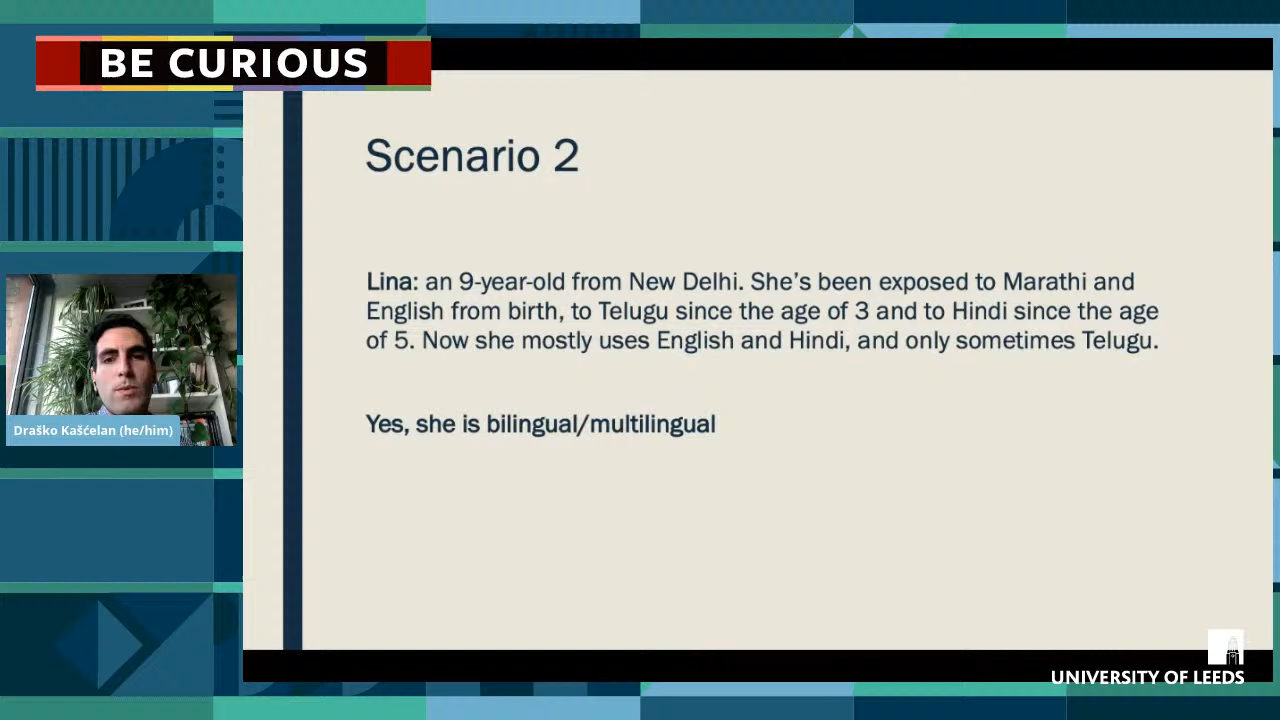 BE CURIOUS
Scenario 2
Lina: an 9-year-old from New Delhi. She’s been exposed to Marathi and
English from birth, to Telugu since the age of 3 and to Hindi since the age
of 5. Now she mostly uses English and Hindi, and only sometimes Telugu.
Yes, she is bilingual/multilingual
Draško Kašćelan (he/him)
UNIVERSITY OF LEEDS